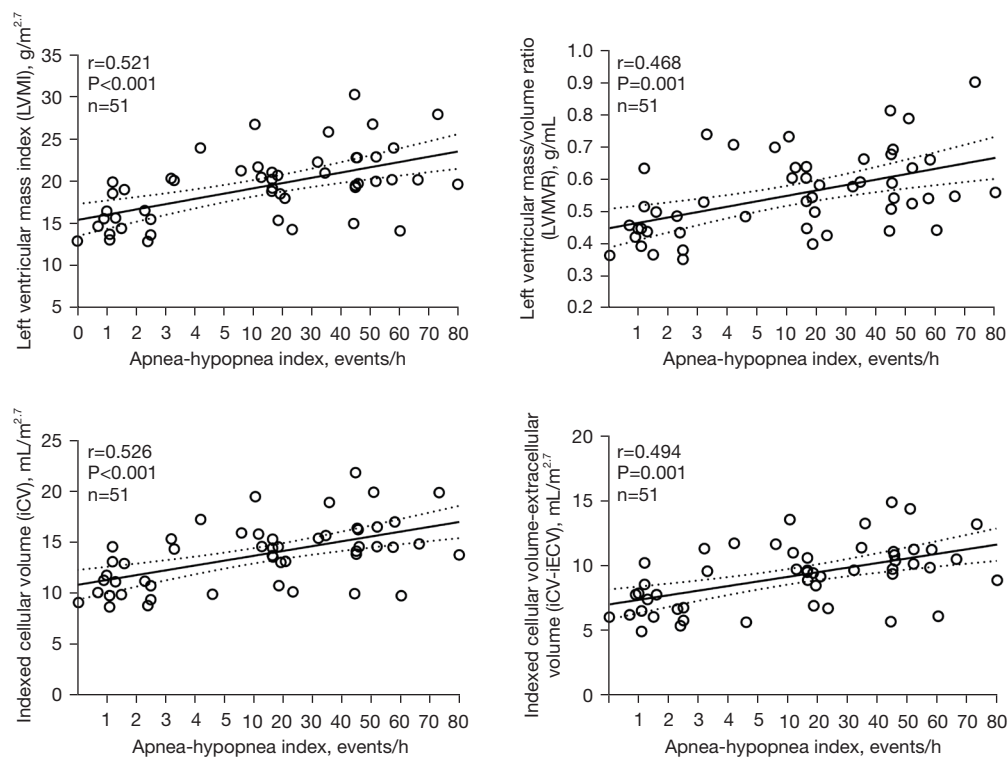 Left ventricular mass index (LVMI), g/m^2.7
35
30
25
20
15
10
5
r=0.521
P<0.001
n=51
0 1 2 3 4 5 10 20 30 40 50 60 70 80
Apnea-hypopnea index, events/h
Left ventricular mass/volume ratio
(LVMVR), g/mL
1.0
0.9
0.8
0.7
0.6
0.5
0.4
0.3
0.2
r=0.468
P=0.001
n=51
1 2 3 4 5 10 20 30 40 50 60 70 80
Apnea-hypopnea index, events/h
Indexed cellular volume (iCV), mL/m^2.7
25
20
15
10
5
0
r=0.526
P<0.001
n=51
1 2 3 4 5 10 20 30 40 50 60 70 80
Apnea-hypopnea index, events/h
Indexed cellular volume-extracellular
volume (iCV-iECV), mL/m^2.7
20
15
10
5
0
r=0.494
P=0.001
n=51
1 2 3 4 5 10 20 30 40 50 60 70 80
Apnea-hypopnea index, events/h